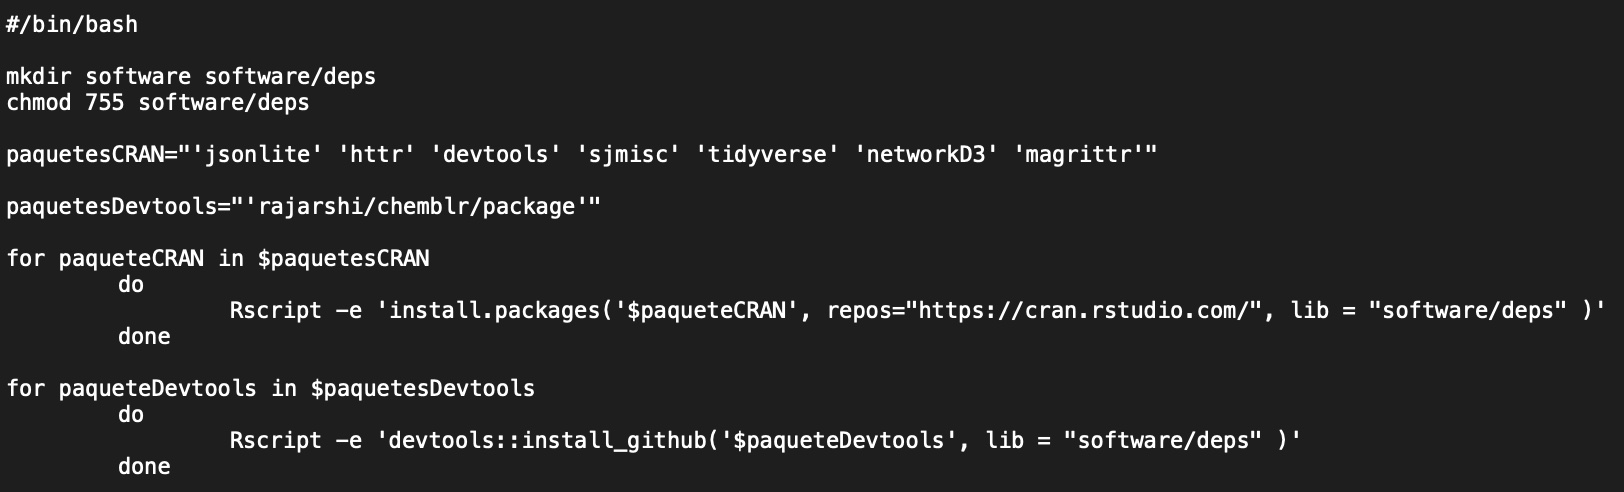 #/bin/bash
mkdir software software/deps
chmod 755 software/deps
paquetesCRAN="'jsonlite' 'httr' 'devtools' 'sjmisc' 'tidyverse' 'networkD3' 'magrittr'"
paquetesDevtools="'rajarshi/chemblr/package'"
for paqueteCRAN in $paquetesCRAN
do
Rscript -e 'install.packages('$paqueteCRAN', repos="https://cran.rstudio.com/", lib = "software/deps" )'
done
for paqueteDevtools in $paquetesDevtools
do
Rscript -e 'devtools::install_github('$paqueteDevtools', lib = "software/deps" )'
done